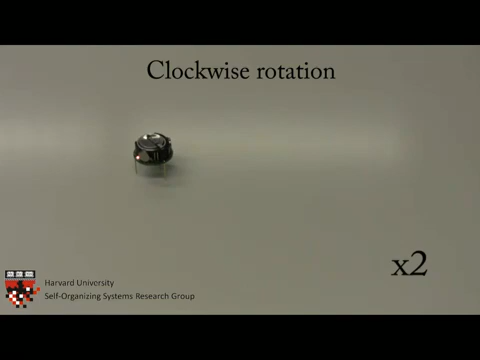 Clockwise rotation
x2
Harvard University
Self-Organizing Systems Research Group